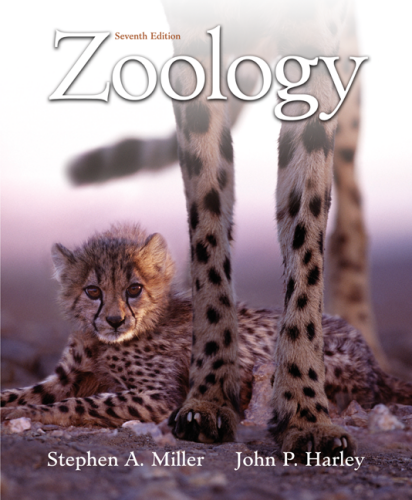 Seventh Edition
Zoology
Stephen A. Miller John P. Harley